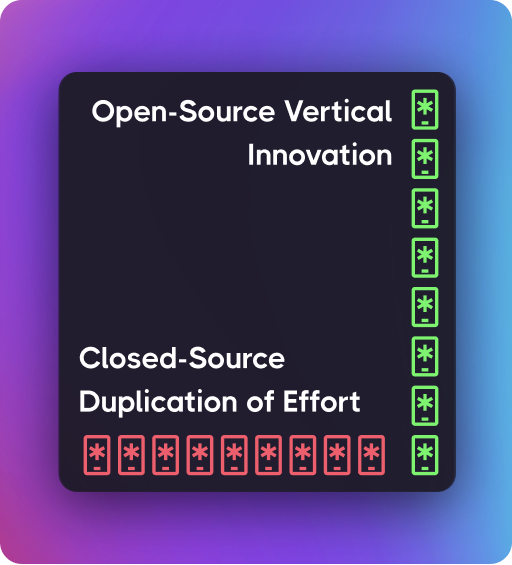 Open-Source Vertical
Innovation
Closed-Source
Duplication of Effort